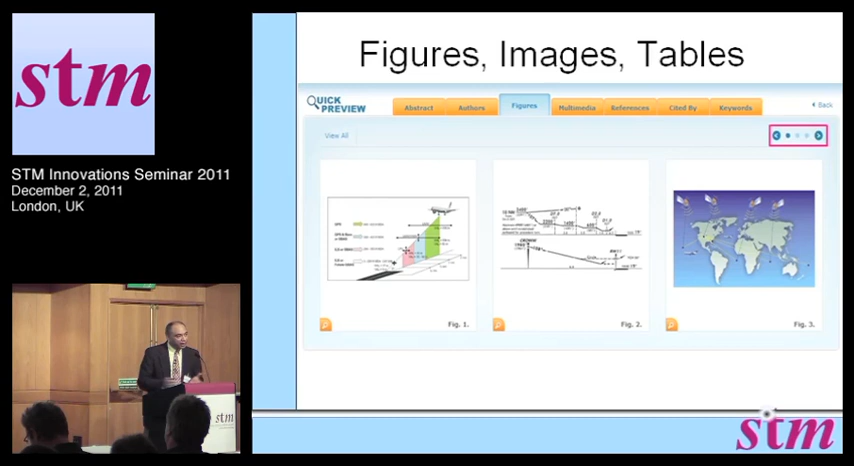 stm
STM Innovations Seminar 2011
December 2, 2011
London, UK
stm
Figures, Images, Tables
QUICK
PREVIEW
Abstract
Authors
Figures
Multimedia
References
Cited By
Keywords
Back
View All
Fig. 1.
Fig. 2.
Fig. 3.
stm